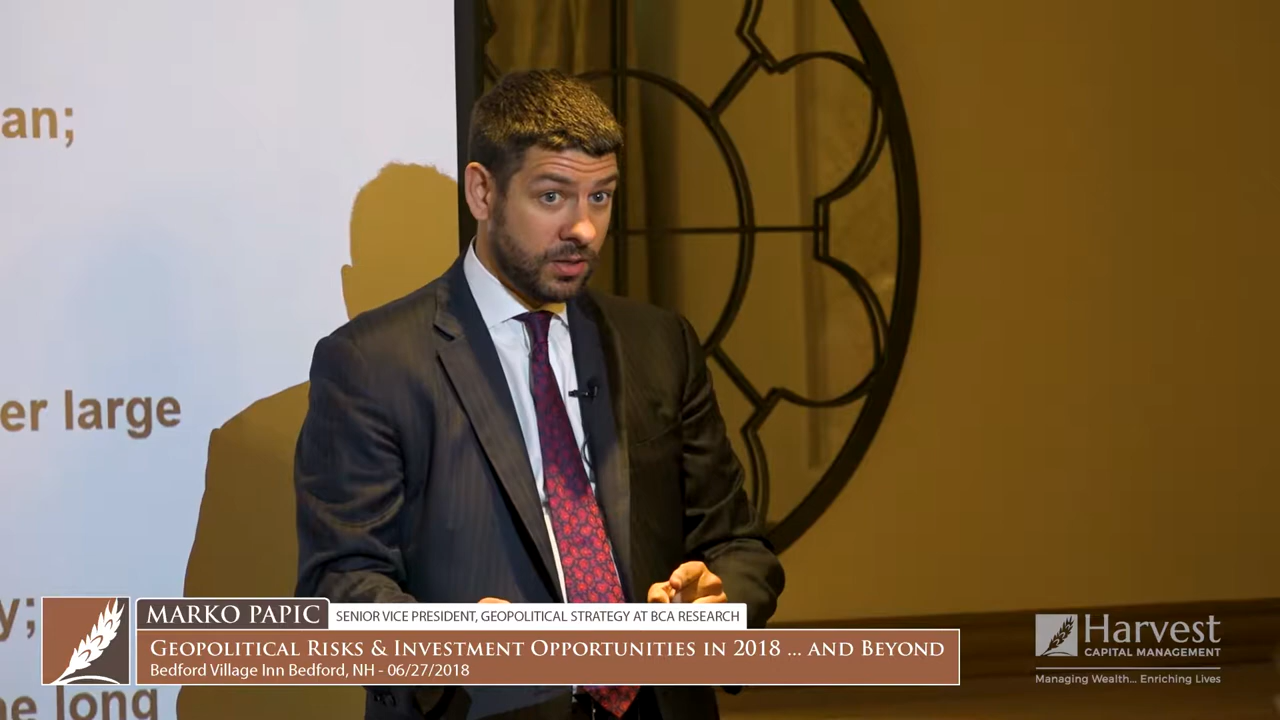 an;
er large
y;
e long
MARKO PAPIC
SENIOR VICE PRESIDENT, GEOPOLITICAL STRATEGY AT BCA RESEARCH
GEOPOLITICAL RISKS & INVESTMENT OPPORTUNITIES IN 2018 ... AND BEYOND
Bedford Village Inn Bedford, NH - 06/27/2018
Harvest
CAPITAL MANAGEMENT
Managing Wealth... Enriching Lives